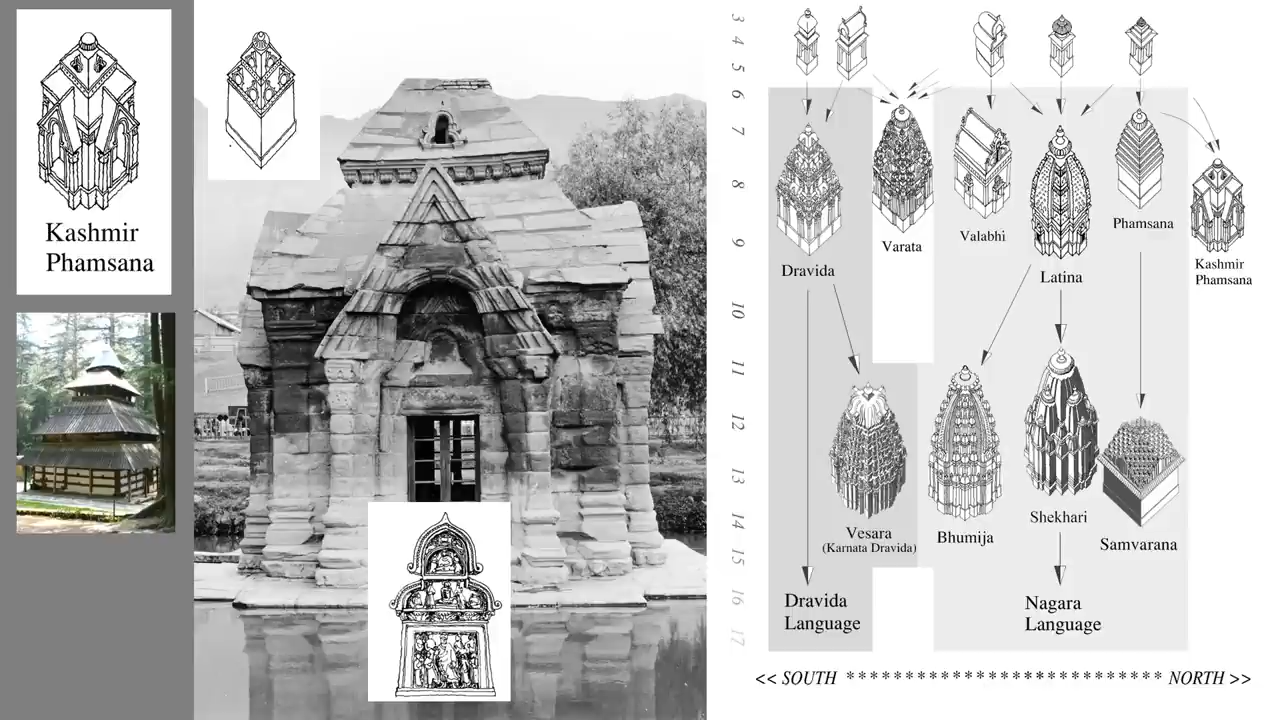 Kashmir
Phamsana
3
4
5
6
7
8
9
10
11
12
13
14
15
16
17
Dravida
Varata
Valabhi
Latina
Phamsana
Kashmir
Phamsana
Vesara
(Karnata Dravida)
Bhumija
Shekhari
Samvarana
Dravida
Language
Nagara
Language
<< SOUTH ***************************** NORTH >>